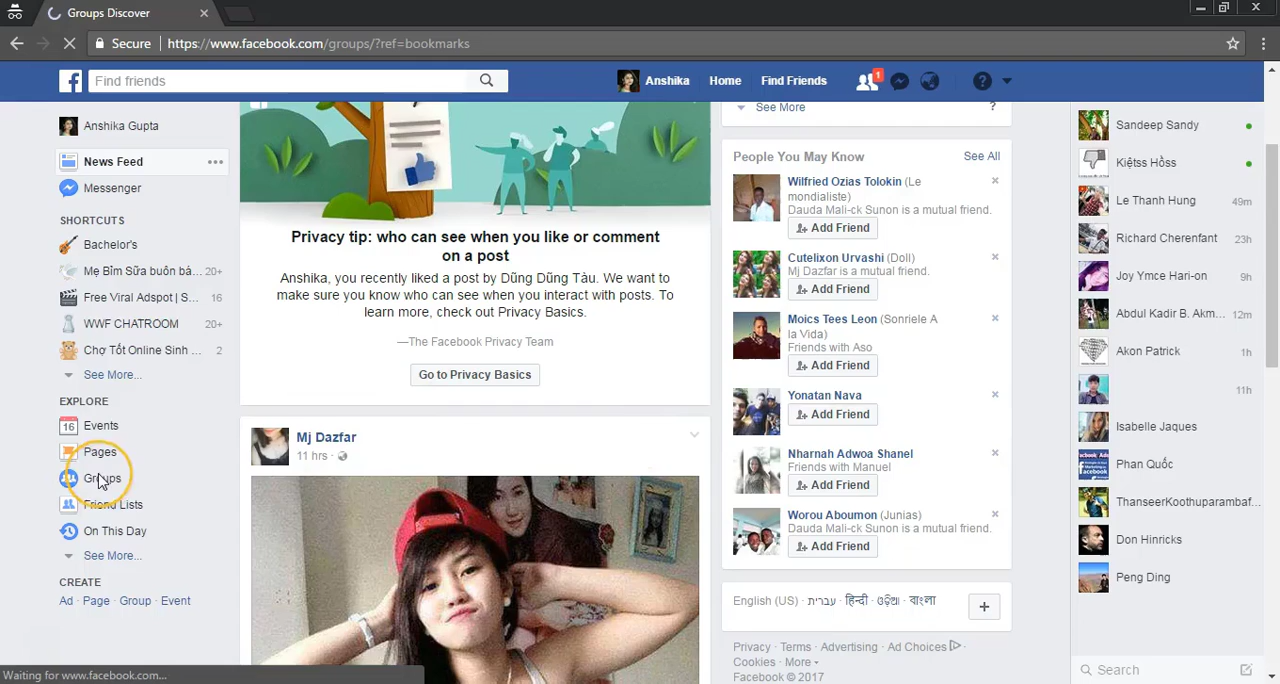 Groups Discover
Secure
https://www.facebook.com/groups/?ref=bookmarks
Find friends
Anshika
Home
Find Friends
1
Anshika Gupta
News Feed
Messenger
SHORTCUTS
Bachelor's
Mẹ Bỉm Sữa buôn bá... 20+
Free Viral Adspot | S... 16
WWF CHATROOM 20+
Chợ Tốt Online Sinh ... 2
See More...
EXPLORE
16 Events
Pages
Groups
Friend Lists
On This Day
See More...
CREATE
Ad · Page · Group · Event
Waiting for www.facebook.com...
Privacy tip: who can see when you like or comment
on a post
Anshika, you recently liked a post by Dũng Dũng Tàu. We want to
make sure you know who can see when you interact with posts. To
learn more, check out Privacy Basics.
—The Facebook Privacy Team
Go to Privacy Basics
Mj Dazfar
11 hrs ·
See More
?
People You May Know
See All
Wilfried Ozias Tolokin (Le
mondialiste)
Dauda Mali-ck Sunon is a mutual friend.
Add Friend
Cutelixon Urvashi (Doll)
Mj Dazfar is a mutual friend.
Add Friend
Moics Tees Leon (Sonriele A
la Vida)
Friends with Aso
Add Friend
Yonatan Nava
Add Friend
Nharnah Adwoa Shanel
Friends with Manuel
Add Friend
Worou Aboumon (Junias)
Dauda Mali-ck Sunon is a mutual friend.
Add Friend
English (US) · עברית · हिन्दी · ଓଡ଼ିଆ · বাংলা
Privacy · Terms · Advertising · Ad Choices ·
Cookies · More
Facebook © 2017
Sandeep Sandy
Kiệtss Hồss
Le Thanh Hung 49m
Richard Cherenfant 23h
Joy Ymce Hari-on 9h
Abdul Kadir B. Akm... 12m
Akon Patrick 1h
11h
Isabelle Jaques
Phan Quốc
ThanseerKoothuparambaf...
Don Hinricks
Peng Ding
Search